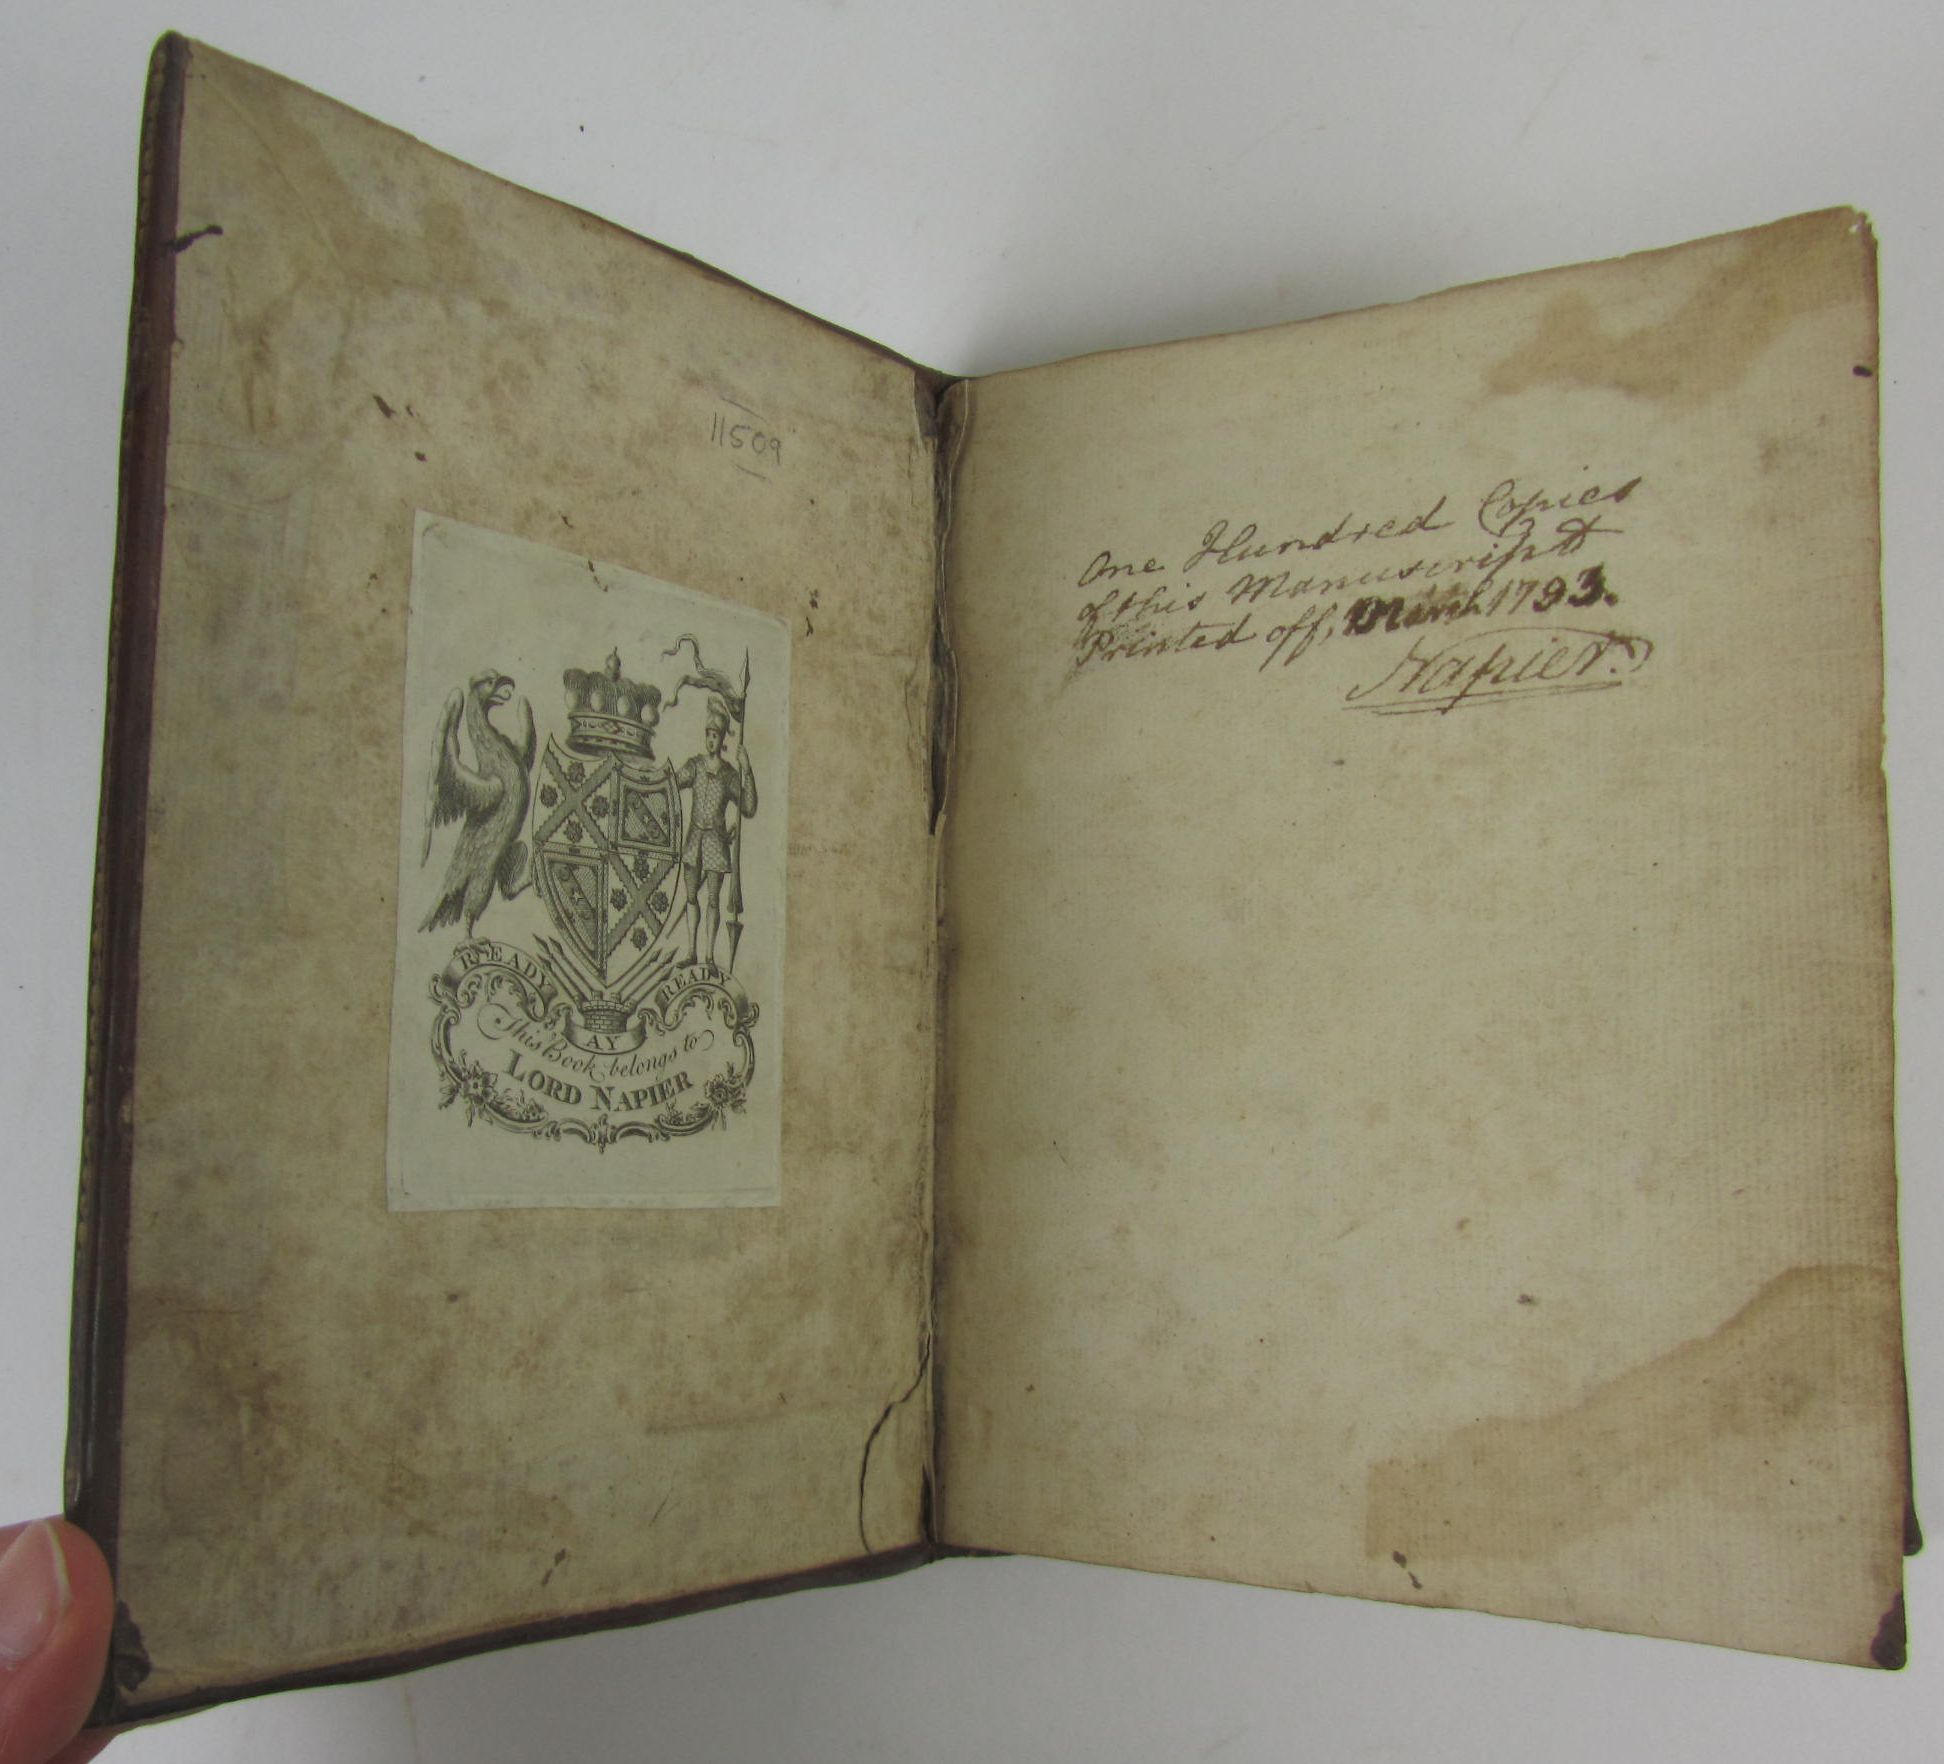 11509
READY
AY
READY
This Book belongs to
LORD NAPIER
One Hundred Copies
of this Manuscript
Printed off, March 1793.
Napier.